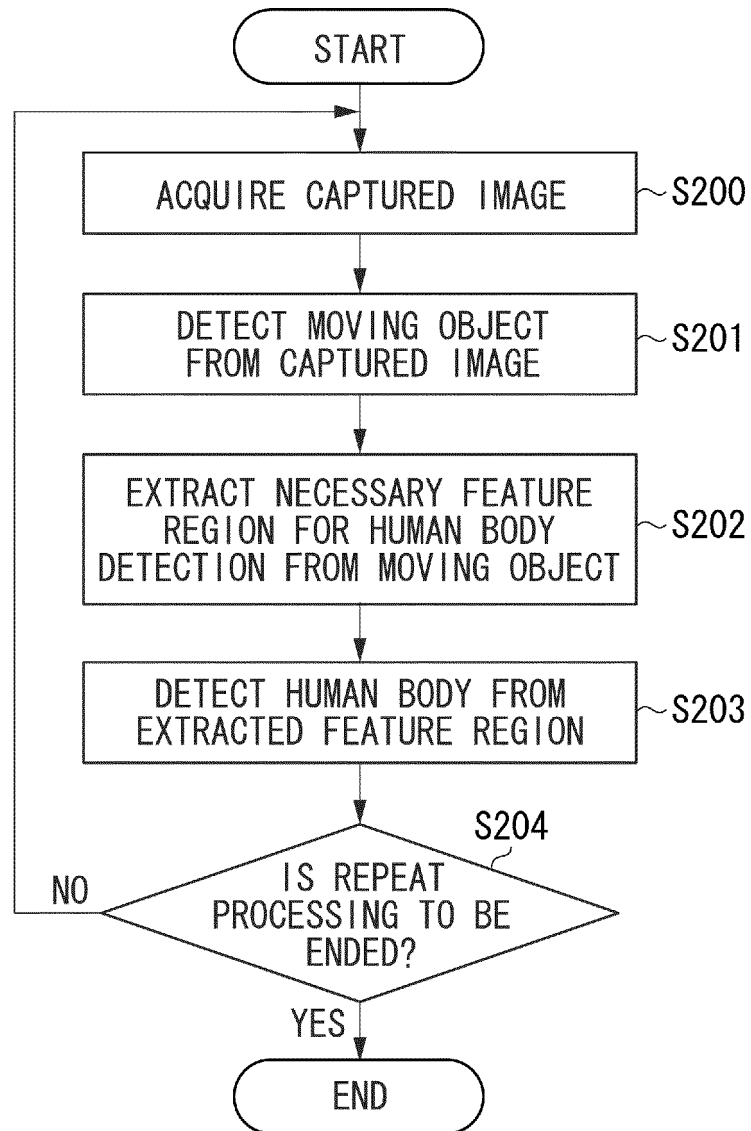 START
ACQUIRE CAPTURED IMAGE
S200
DETECT MOVING OBJECT
FROM CAPTURED IMAGE
S201
EXTRACT NECESSARY FEATURE
REGION FOR HUMAN BODY
DETECTION FROM MOVING OBJECT
S202
DETECT HUMAN BODY FROM
EXTRACTED FEATURE REGION
S203
S204
IS REPEAT
PROCESSING TO BE
ENDED?
NO
YES
END